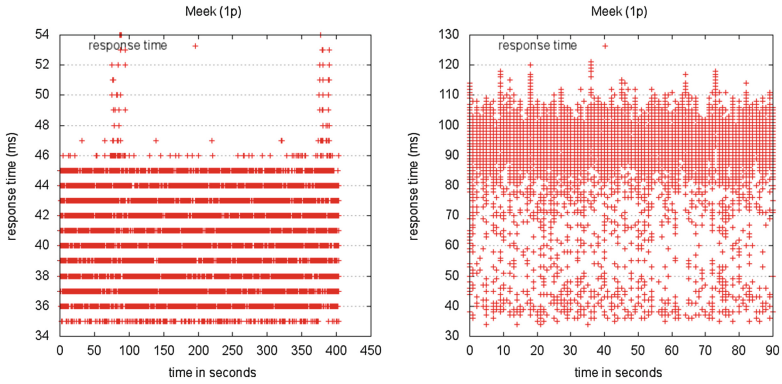 Meek (1p)
response time
response time (ms)
54
52
50
48
46
44
42
40
38
36
34
0 50 100 150 200 250 300 350 400 450
time in seconds
Meek (1p)
response time
response time (ms)
130
120
110
100
90
80
70
60
50
40
30
0 10 20 30 40 50 60 70 80 90
time in seconds